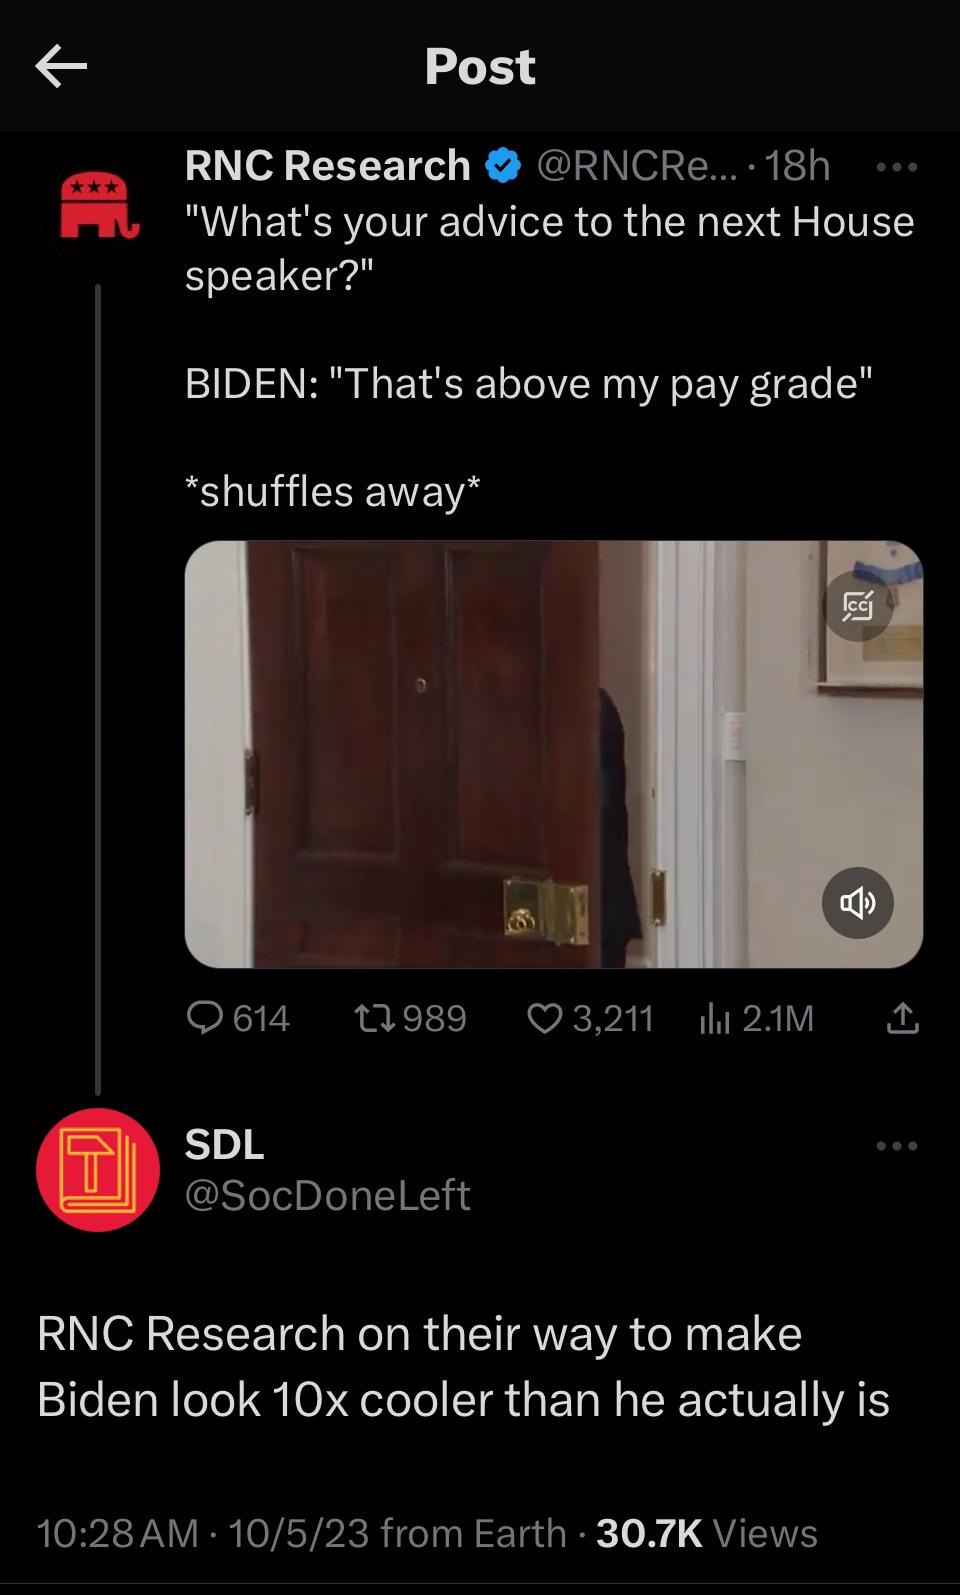 Post
RNC Research @RNCRe... · 18h
"What's your advice to the next House
speaker?"
BIDEN: "That's above my pay grade"
*shuffles away*
CC
614 989 3,211 2.1M
SDL
@SocDoneLeft
RNC Research on their way to make
Biden look 10x cooler than he actually is
10:28 AM · 10/5/23 from Earth · 30.7K Views